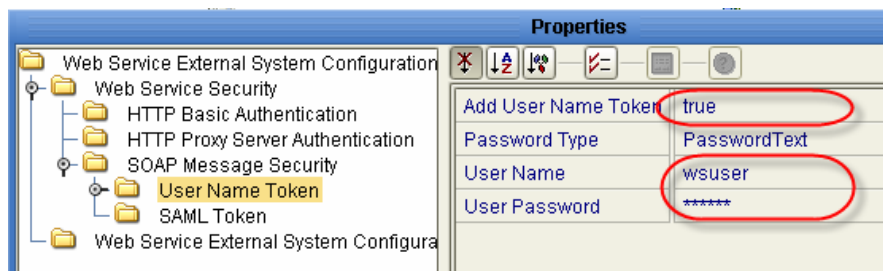 Properties
Web Service External System Configuration
Web Service Security
HTTP Basic Authentication
HTTP Proxy Server Authentication
SOAP Message Security
User Name Token
SAML Token
Web Service External System Configura
Add User Name Token true
Password Type PasswordText
User Name wsuser
User Password ******